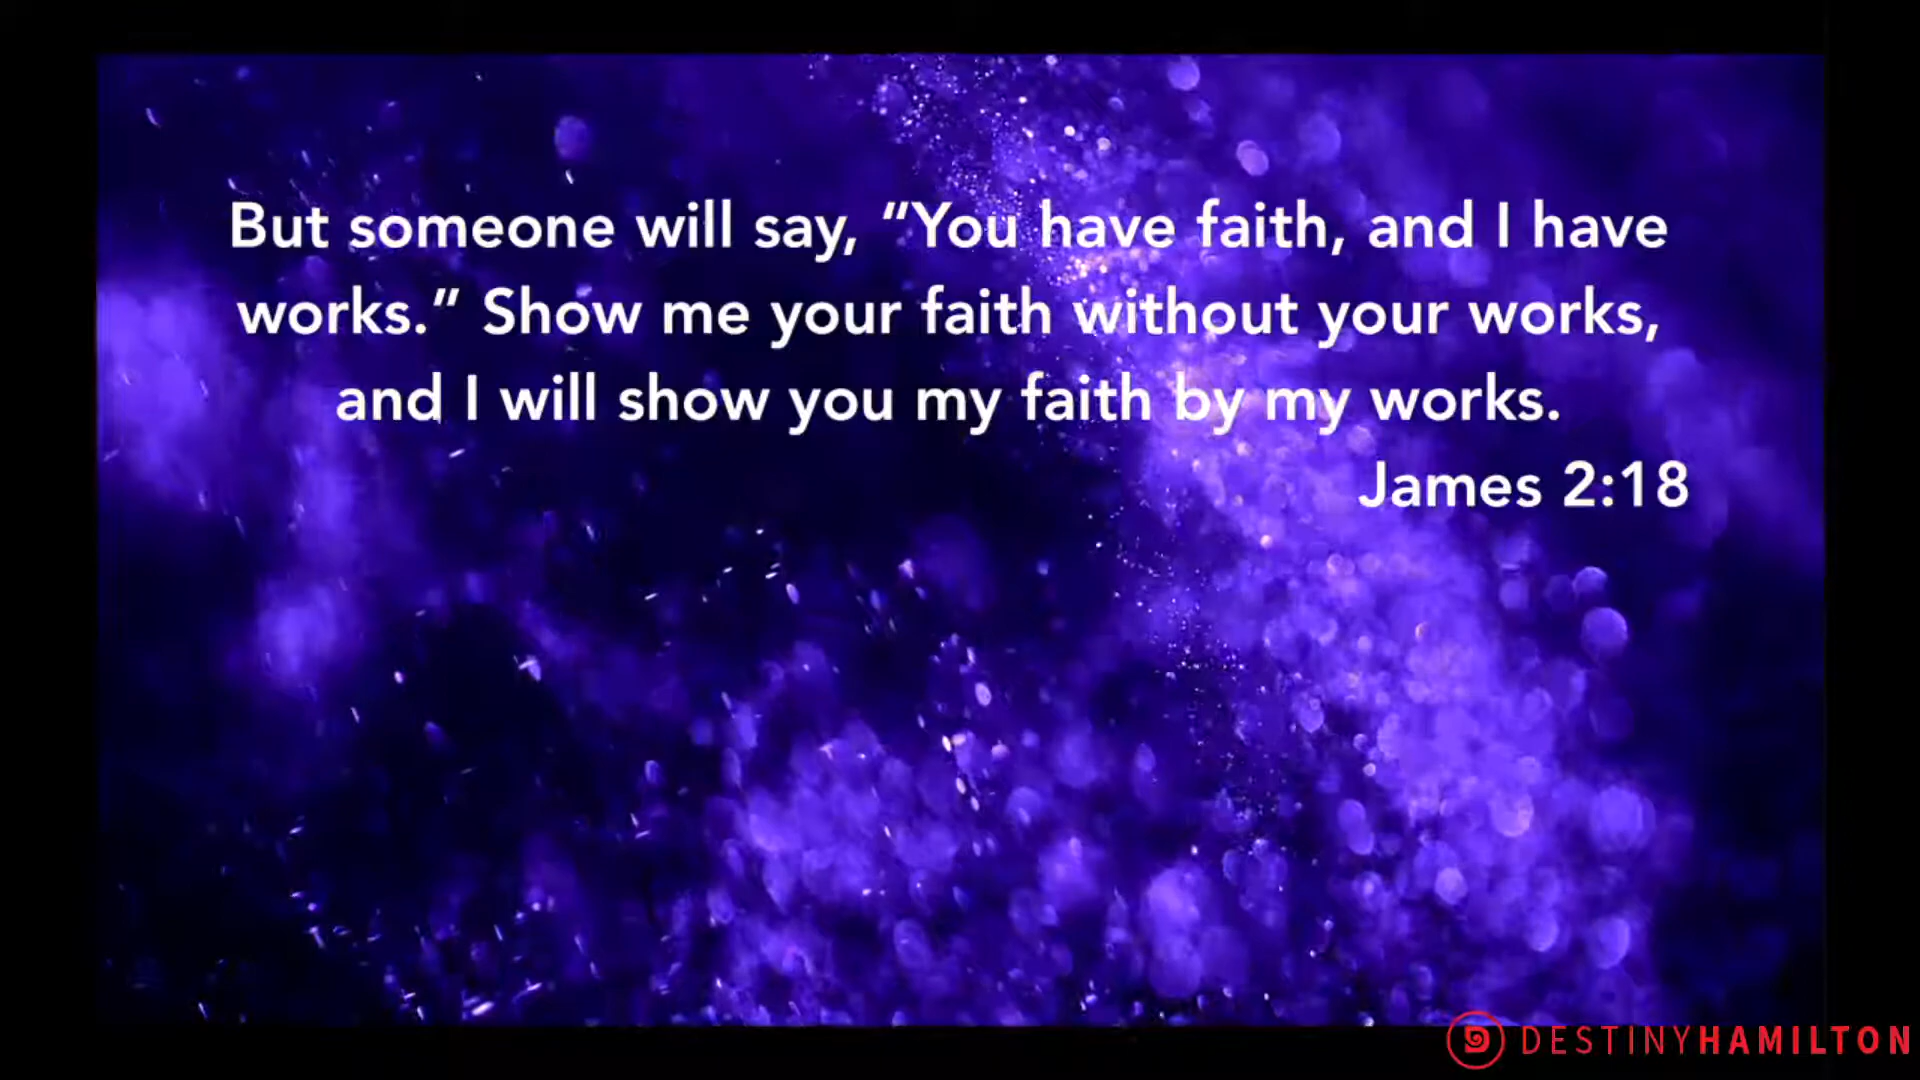 But someone will say, “You have faith, and I have
works.” Show me your faith without your works,
and I will show you my faith by my works.
James 2:18
DESTINYHAMILTON